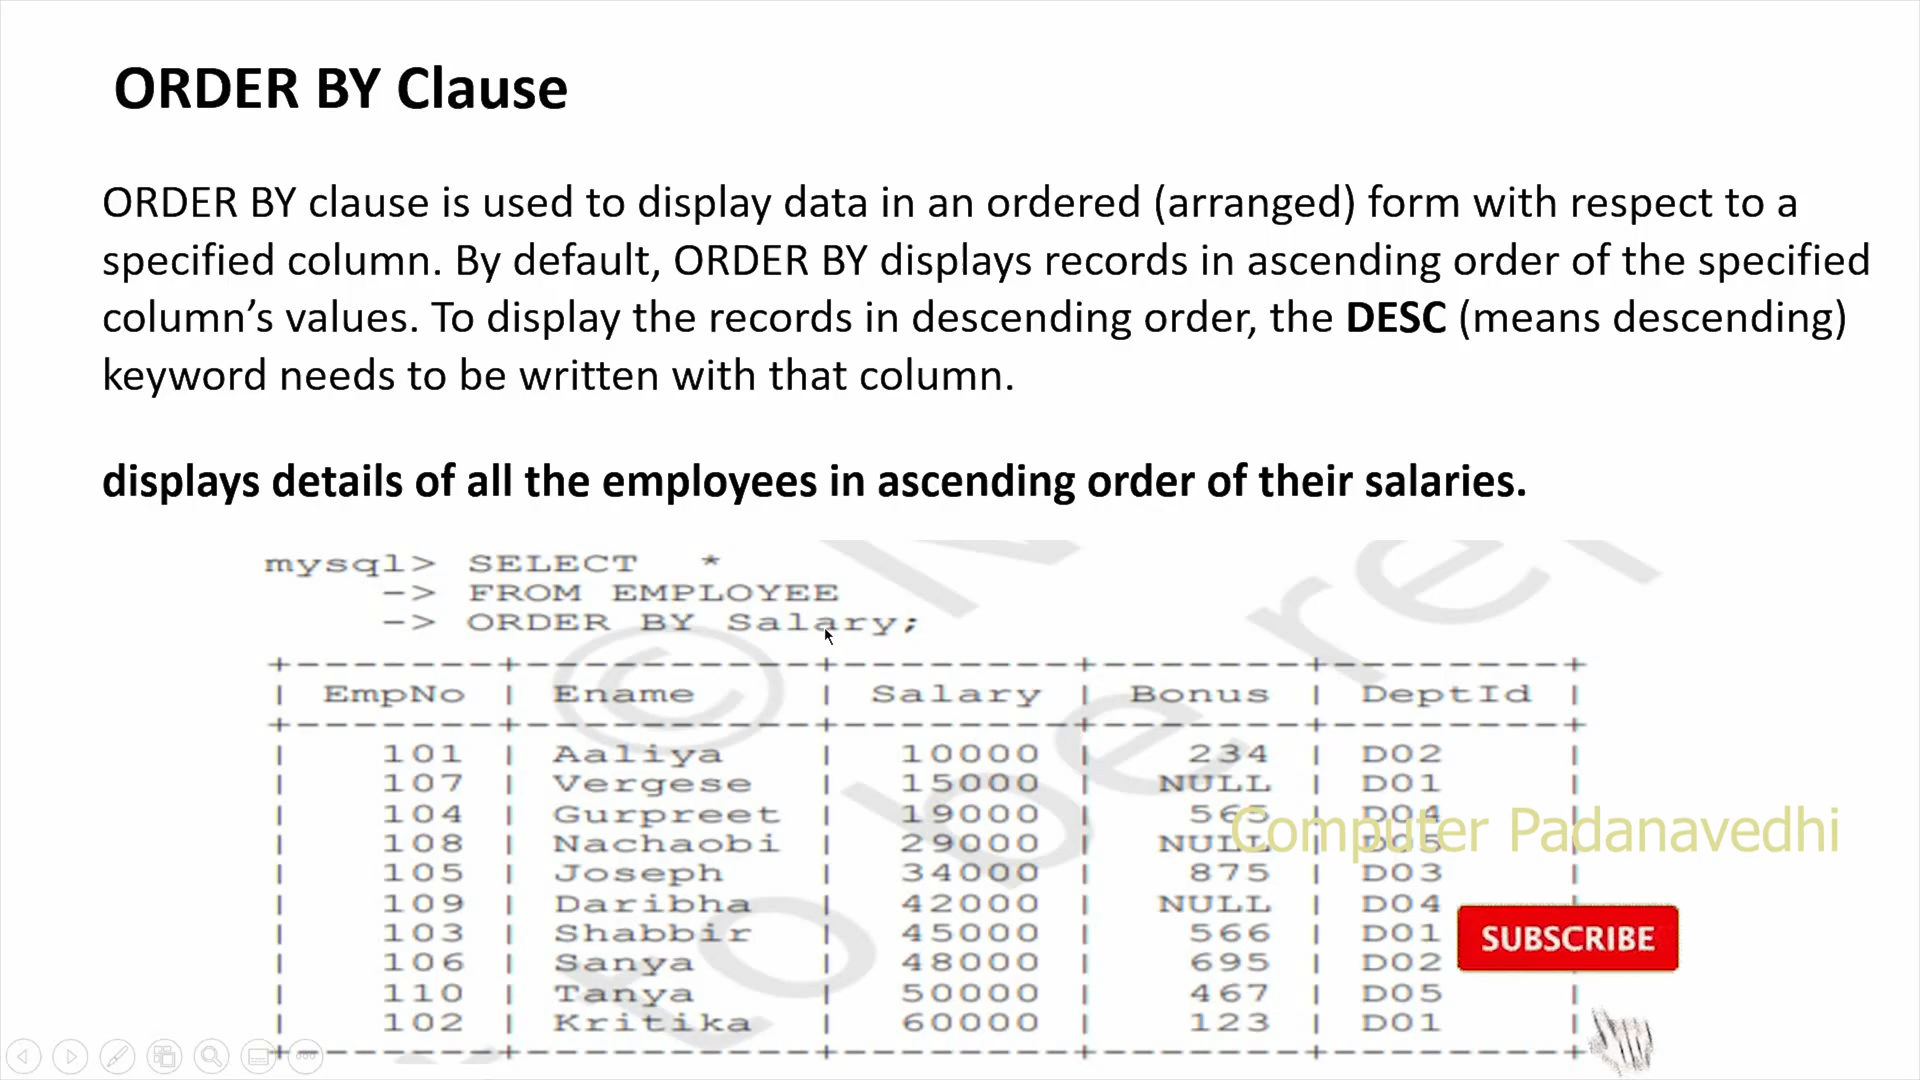 ORDER BY Clause
ORDER BY clause is used to display data in an ordered (arranged) form with respect to a
specified column. By default, ORDER BY displays records in ascending order of the specified
column’s values. To display the records in descending order, the DESC (means descending)
keyword needs to be written with that column.
displays details of all the employees in ascending order of their salaries.
mysql> SELECT *
-> FROM EMPLOYEE
-> ORDER BY Salary;
+-------+----------+--------+-------+--------+
| EmpNo | Ename | Salary | Bonus | DeptId |
+-------+----------+--------+-------+--------+
| 101 | Aaliya | 10000 | 234 | D02 |
| 107 | Vergese | 15000 | NULL | D01 |
| 104 | Gurpreet | 19000 | 565 | D04 |
| 108 | Nachaobi | 29000 | NULL | D05 |
| 105 | Joseph | 34000 | 875 | D03 |
| 109 | Daribha | 42000 | NULL | D04
| 103 | Shabbir | 45000 | 566 | D01
| 106 | Sanya | 48000 | 695 | D02
| 110 | Tanya | 50000 | 467 | D05 |
| 102 | Kritika | 60000 | 123 | D01 |
+-------+----------+--------+-------+--------+
Computer Padanavedhi
SUBSCRIBE